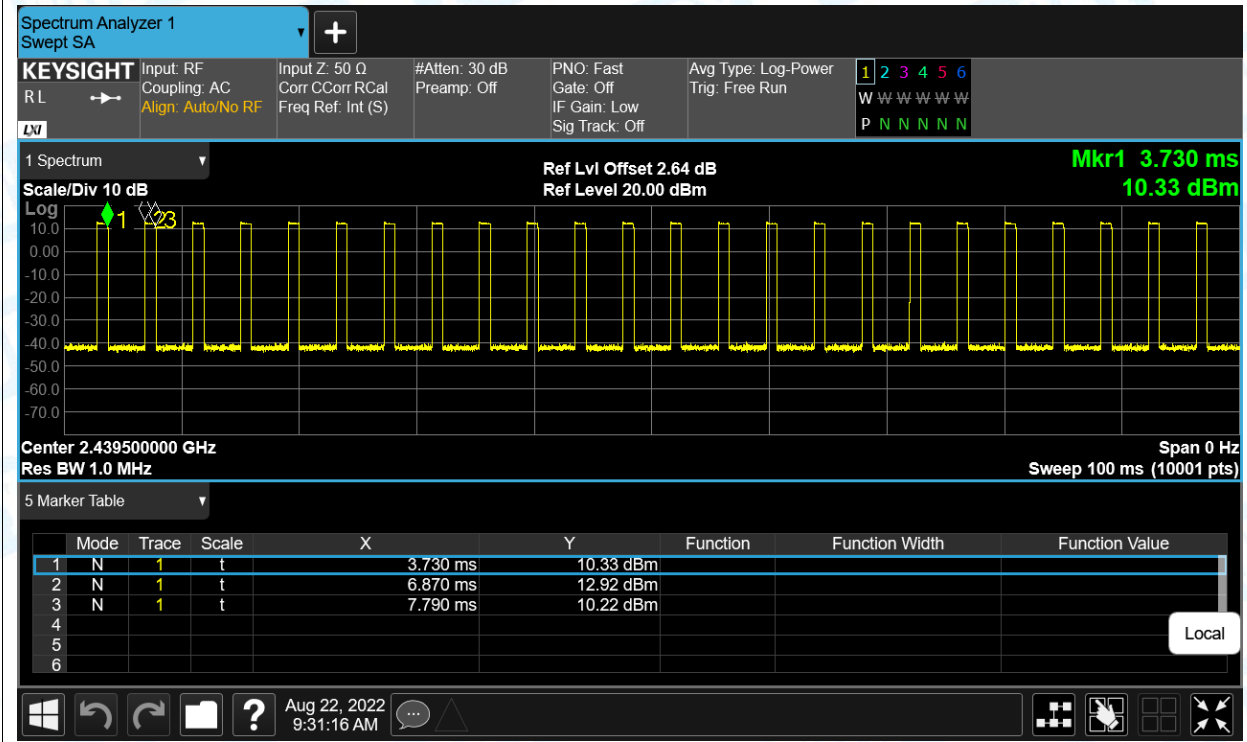 Spectrum Analyzer 1
Swept SA
+
KEYSIGHT Input: RF Input Z: 50 Ω #Atten: 30 dB PNO: Fast Avg Type: Log-Power 1 2 3 4 5 6
R L Coupling: AC Corr CCorr RCal Preamp: Off Gate: Off Trig: Free Run W W W W W W
Align: Auto/No RF Freq Ref: Int (S) IF Gain: Low
LXI Sig Track: Off P N N N N N
1 Spectrum Ref Lvl Offset 2.64 dB Mkr1 3.730 ms
Scale/Div 10 dB Ref Level 20.00 dBm 10.33 dBm
Log 1 2 3
10.0
0.00
-10.0
-20.0
-30.0
-40.0
-50.0
-60.0
-70.0
Center 2.439500000 GHz Span 0 Hz
Res BW 1.0 MHz Sweep 100 ms (10001 pts)
5 Marker Table
Mode Trace Scale X Y Function Function Width Function Value
1 N 1 t 3.730 ms 10.33 dBm
2 N 1 t 6.870 ms 12.92 dBm
3 N 1 t 7.790 ms 10.22 dBm
4
5
6
Local
? Aug 22, 2022
9:31:16 AM